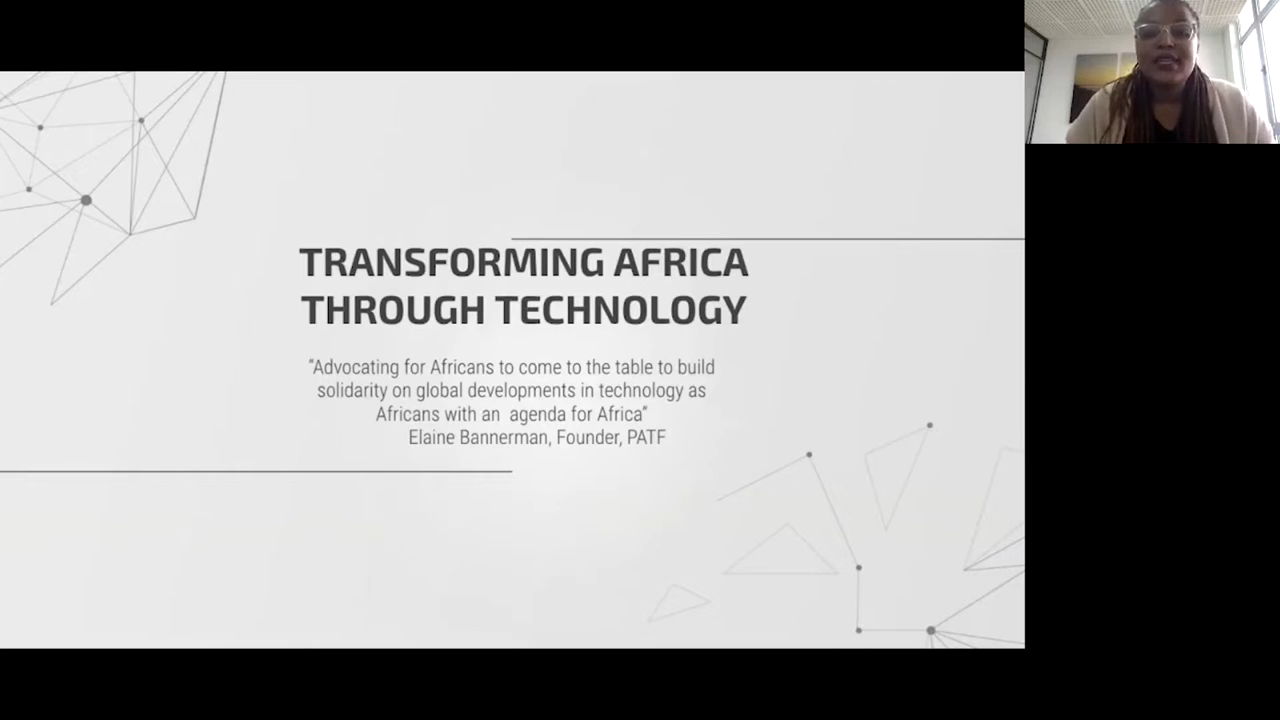 TRANSFORMING AFRICA
THROUGH TECHNOLOGY
"Advocating for Africans to come to the table to build
solidarity on global developments in technology as
Africans with an  agenda for Africa"
Elaine Bannerman, Founder, PATF